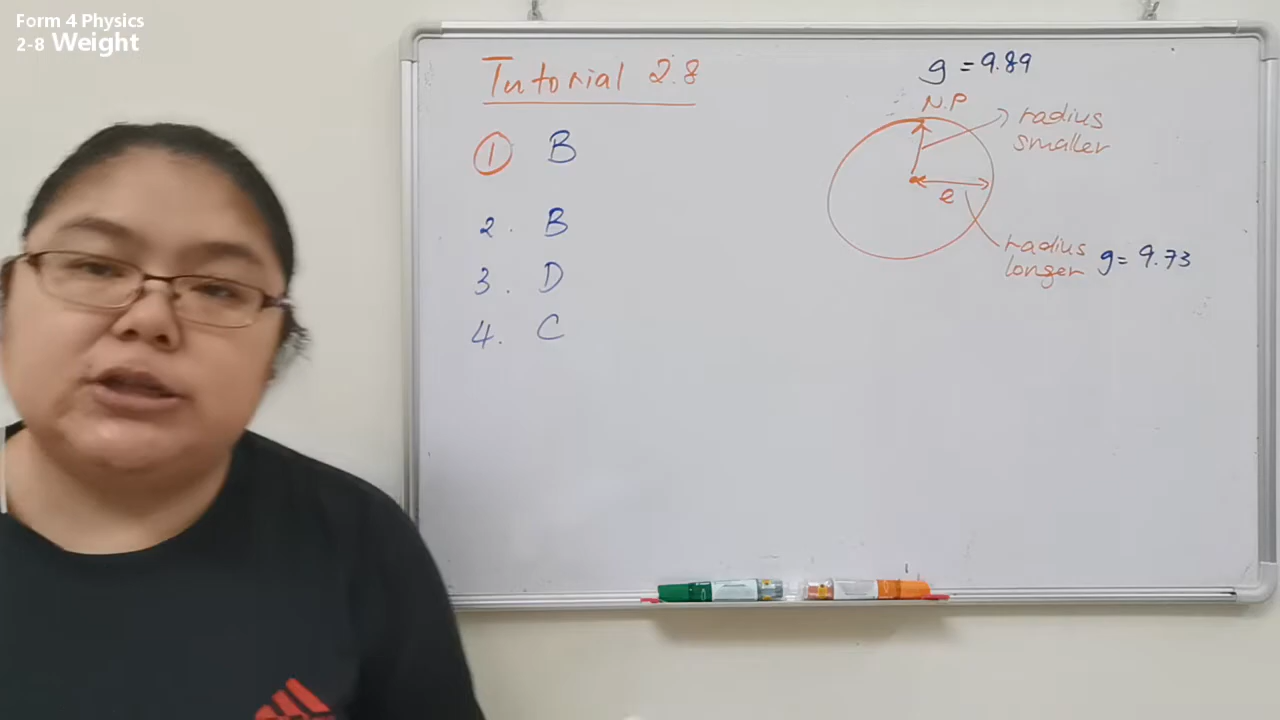 Form 4 Physics
2-8 Weight
Tutorial 2.8
1 B
2. B
3. D
4. C
g = 9.89
N.P
radius
smaller
e
radius
longer g = 9.73